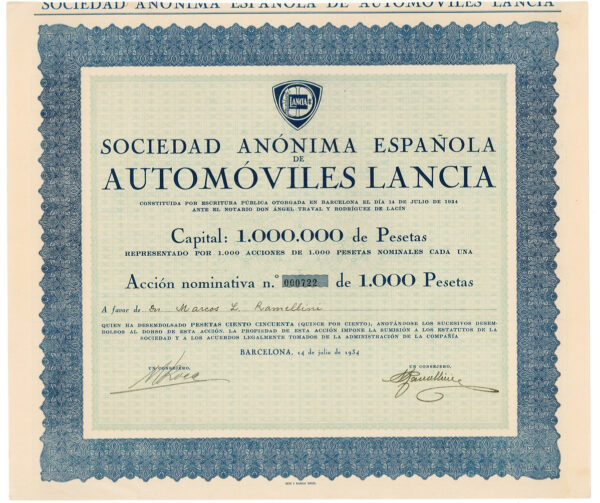 SOCIEDAD ANÓNIMA ESPAÑOLA DE AUTOMÓVILES LANCIA
LANCIA
SOCIEDAD ANÓNIMA ESPAÑOLA
DE
AUTOMÓVILES LANCIA
CONSTITUIDA POR ESCRITURA PÚBLICA OTORGADA EN BARCELONA EL DÍA 14 DE JULIO DE 1934
ANTE EL NOTARIO DON ÁNGEL TRAVAL Y RODRÍGUEZ DE LACÍN
Capital: 1.000.000 de Pesetas
REPRESENTADO POR 1.000 ACCIONES DE 1.000 PESETAS NOMINALES CADA UNA
Acción nominativa n.º 000722 de 1.000 Pesetas
A favor de Dn Marcos L. Ramellini
QUIEN HA DESEMBOLSADO PESETAS CIENTO CINCUENTA (QUINCE POR CIENTO), ANOTÁNDOSE LOS SUCESIVOS DESEM-
BOLSOS AL DORSO DE ESTA ACCIÓN. LA PROPIEDAD DE ESTA ACCIÓN IMPONE LA SUMISIÓN A LOS ESTATUTOS DE LA
SOCIEDAD Y A LOS ACUERDOS LEGALMENTE TOMADOS DE LA ADMINISTRACIÓN DE LA COMPAÑÍA
BARCELONA, 14 de julio de 1934
UN CONSEJERO, UN CONSEJERO,
Ramellini